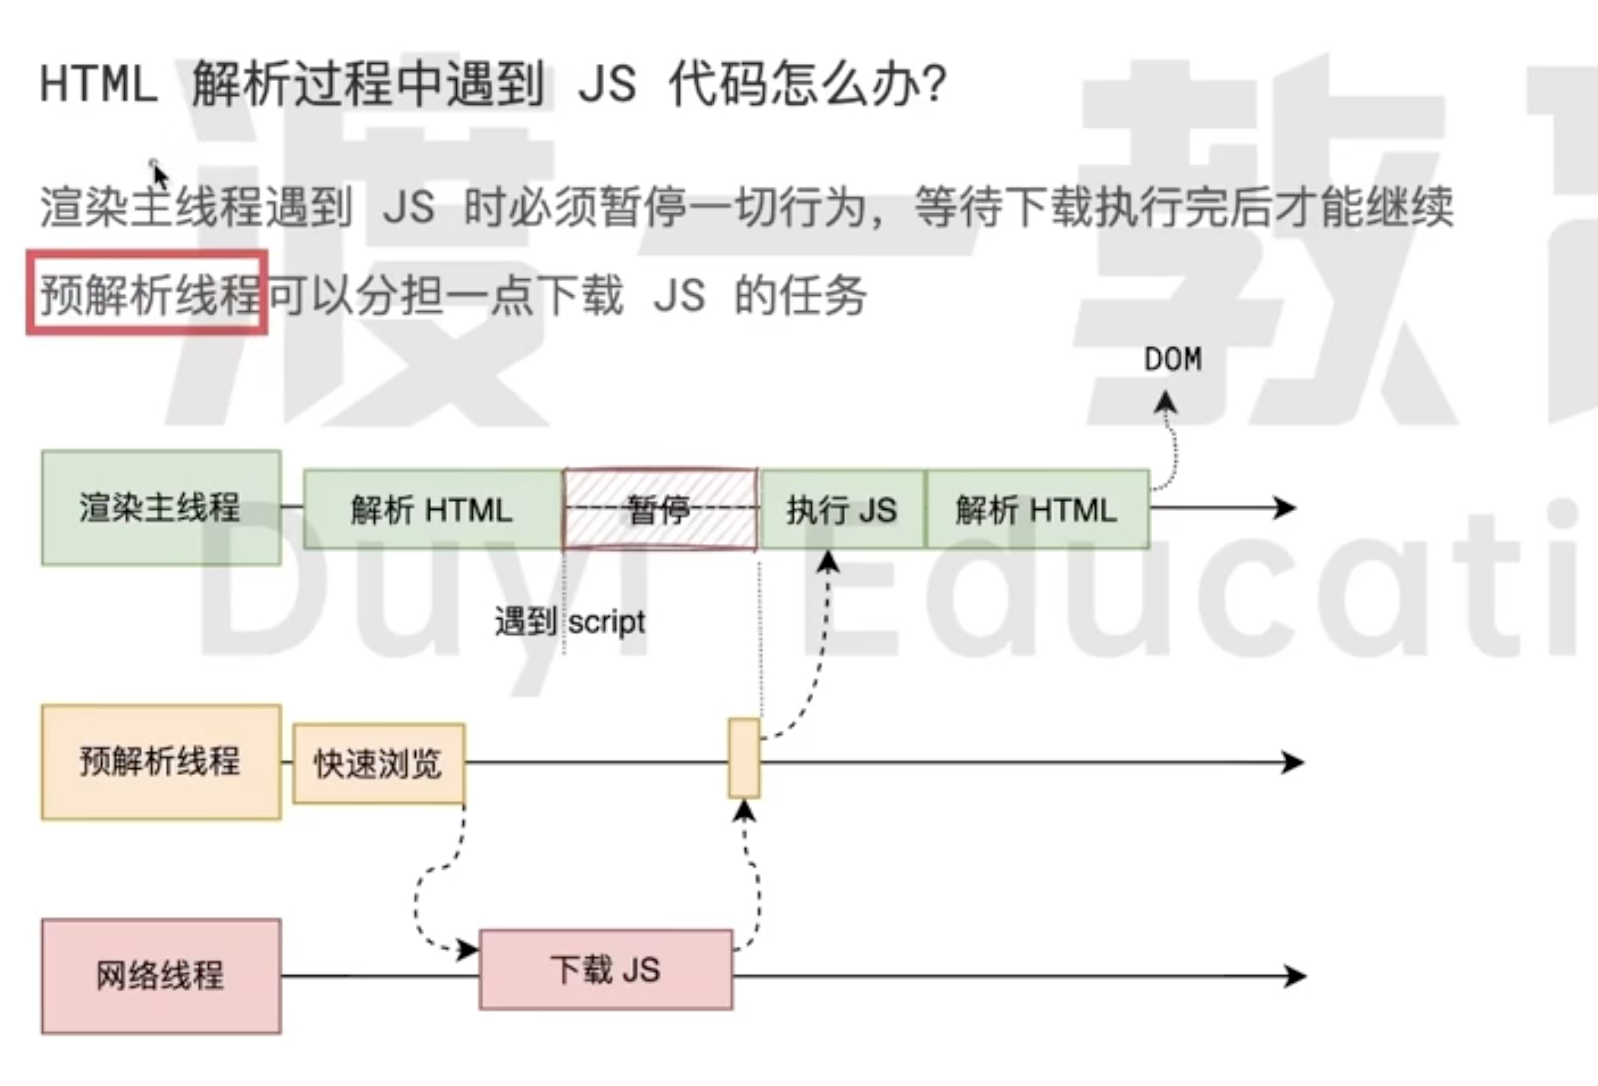 HTML 解析过程中遇到 JS 代码怎么办?
渲染主线程遇到 JS 时必须暂停一切行为，等待下载执行完后才能继续
预解析线程可以分担一点下载 JS 的任务
DOM
渲染主线程
解析 HTML
暂停
执行 JS
解析 HTML
遇到 script
预解析线程
快速浏览
网络线程
下载 JS
渡一教育
Duyi Educati